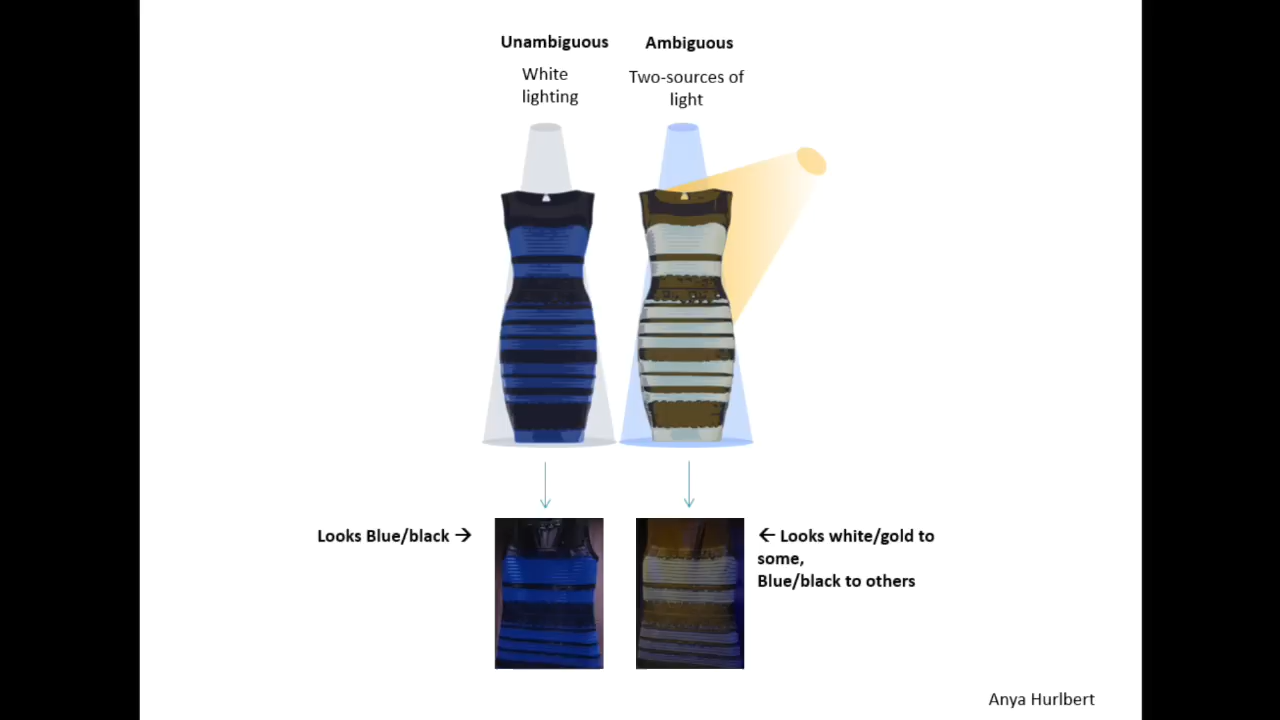 Unambiguous
White
lighting
Ambiguous
Two-sources of
light
Looks Blue/black →
← Looks white/gold to
some,
Blue/black to others
Anya Hurlbert